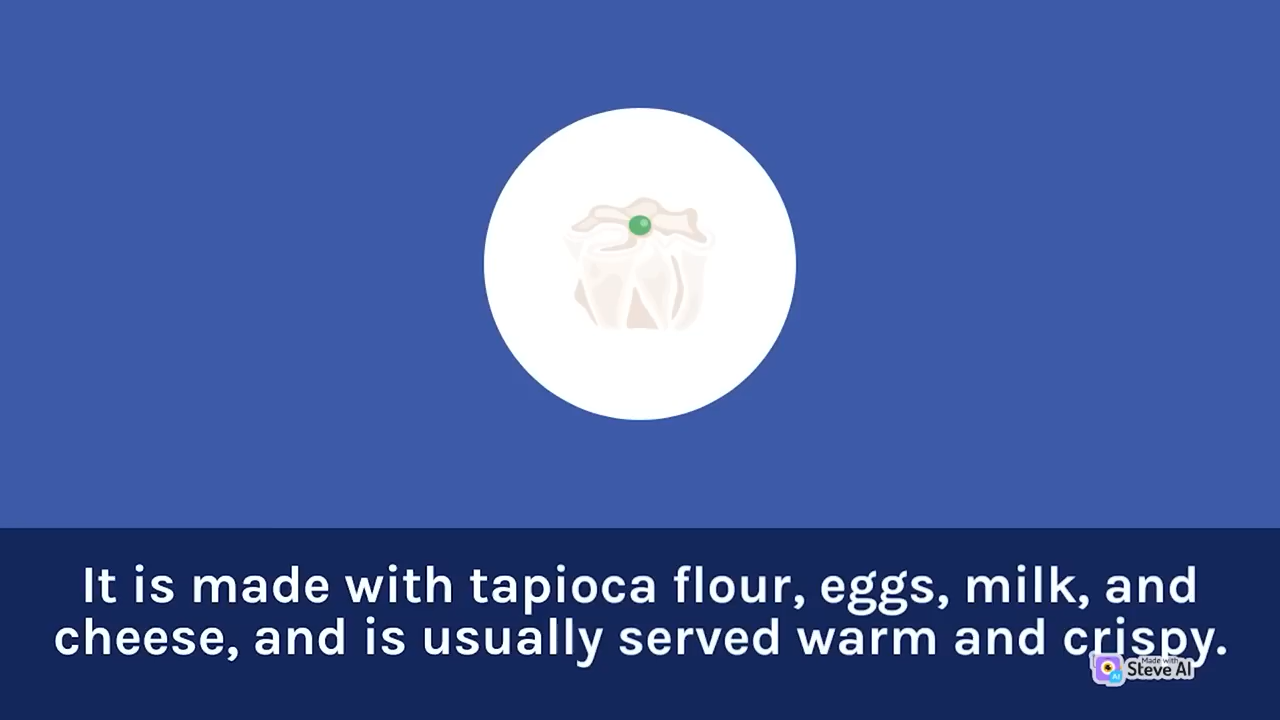 It is made with tapioca flour, eggs, milk, and
cheese, and is usually served warm and crispy.
Made with
Steve AI
AI